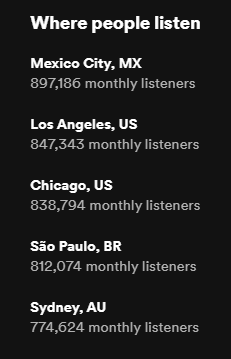 Where people listen
Mexico City, MX
897,186 monthly listeners
Los Angeles, US
847,343 monthly listeners
Chicago, US
838,794 monthly listeners
São Paulo, BR
812,074 monthly listeners
Sydney, AU
774,624 monthly listeners